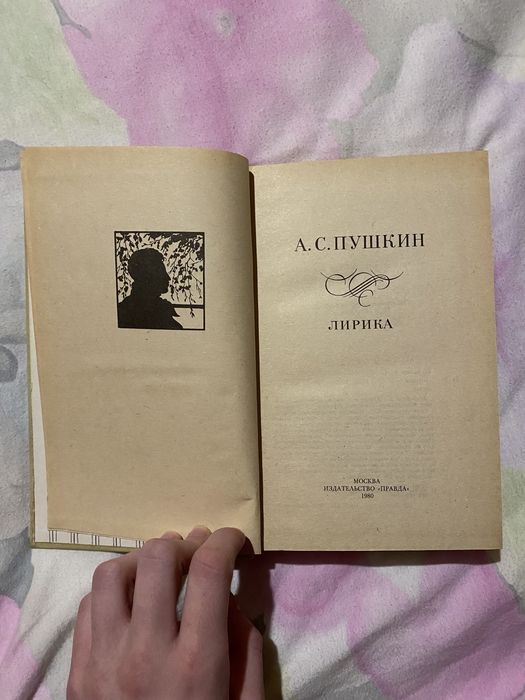 А. С. ПУШКИН
ЛИРИКА
МОСКВА
ИЗДАТЕЛЬСТВО «ПРАВДА»
1980